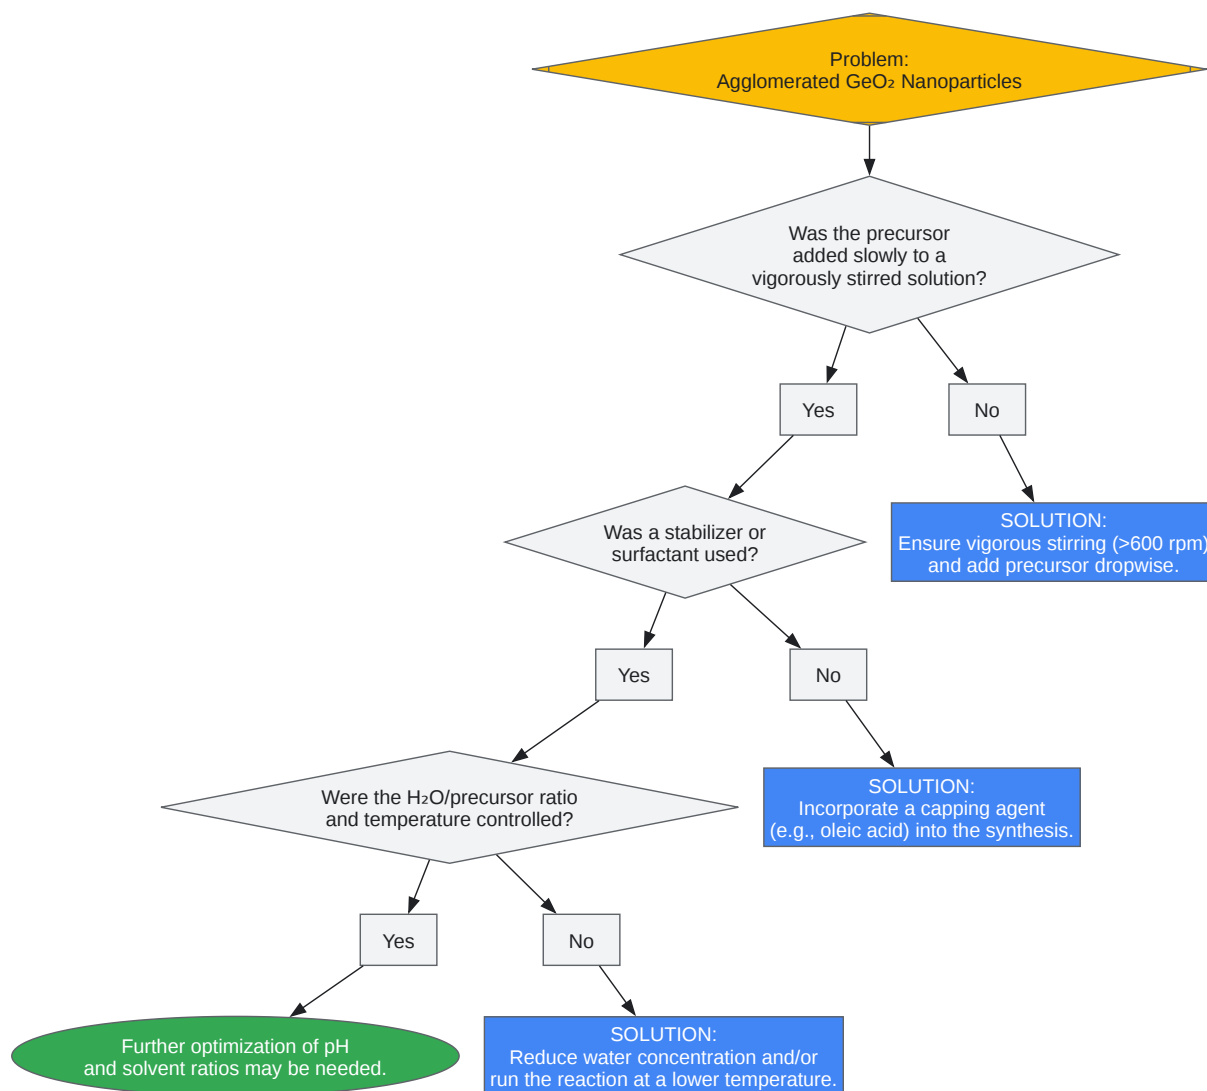 Problem:
Agglomerated GeO₂ Nanoparticles
Was the precursor
added slowly to a
vigorously stirred solution?
Yes
No
SOLUTION:
Ensure vigorous stirring (>600 rpm)
and add precursor dropwise.
Was a stabilizer or
surfactant used?
Yes
No
SOLUTION:
Incorporate a capping agent
(e.g., oleic acid) into the synthesis.
Were the H₂O/precursor ratio
and temperature controlled?
Yes
No
Further optimization of pH
and solvent ratios may be needed.
SOLUTION:
Reduce water concentration and/or
run the reaction at a lower temperature.